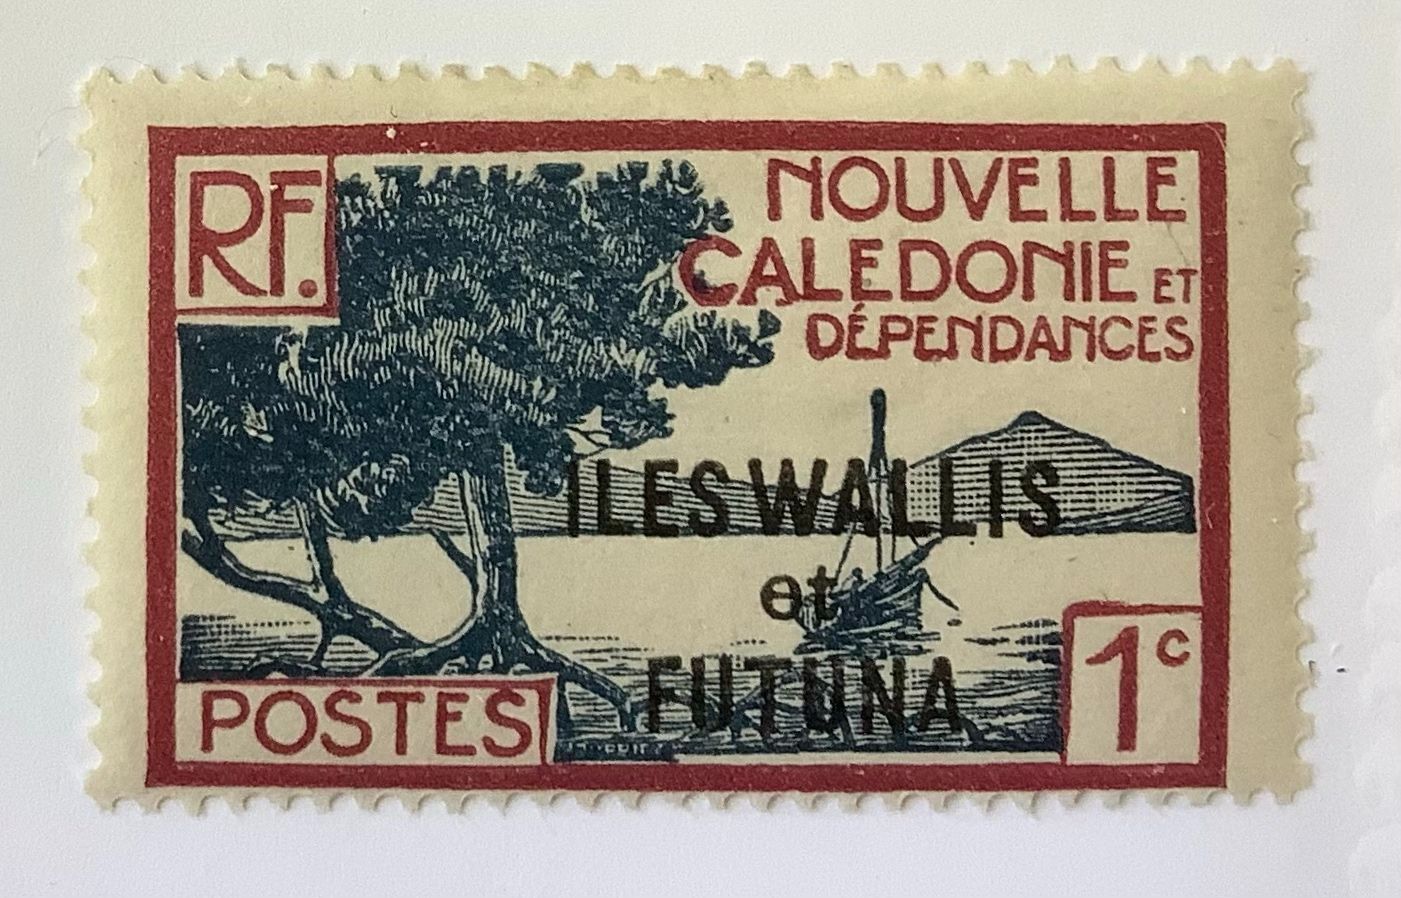 RF.
NOUVELLE
CALEDONIE ET
DÉPENDANCES
ILES WALLIS
et
FUTUNA
POSTES
1c